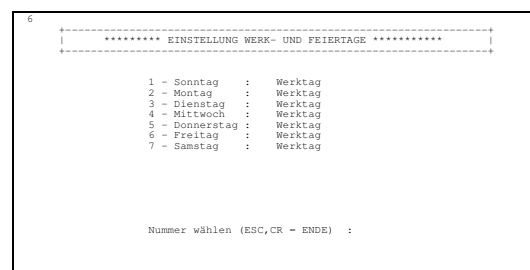 6
+------------------------------------------------------------------+
|      ********* EINSTELLUNG WERK- UND FEIERTAGE ***********       |
+------------------------------------------------------------------+
1 - Sonntag    :   Werktag
2 - Montag     :   Werktag
3 - Dienstag   :   Werktag
4 - Mittwoch   :   Werktag
5 - Donnerstag :   Werktag
6 - Freitag    :   Werktag
7 - Samstag    :   Werktag
Nummer wählen (ESC,CR = ENDE)  :